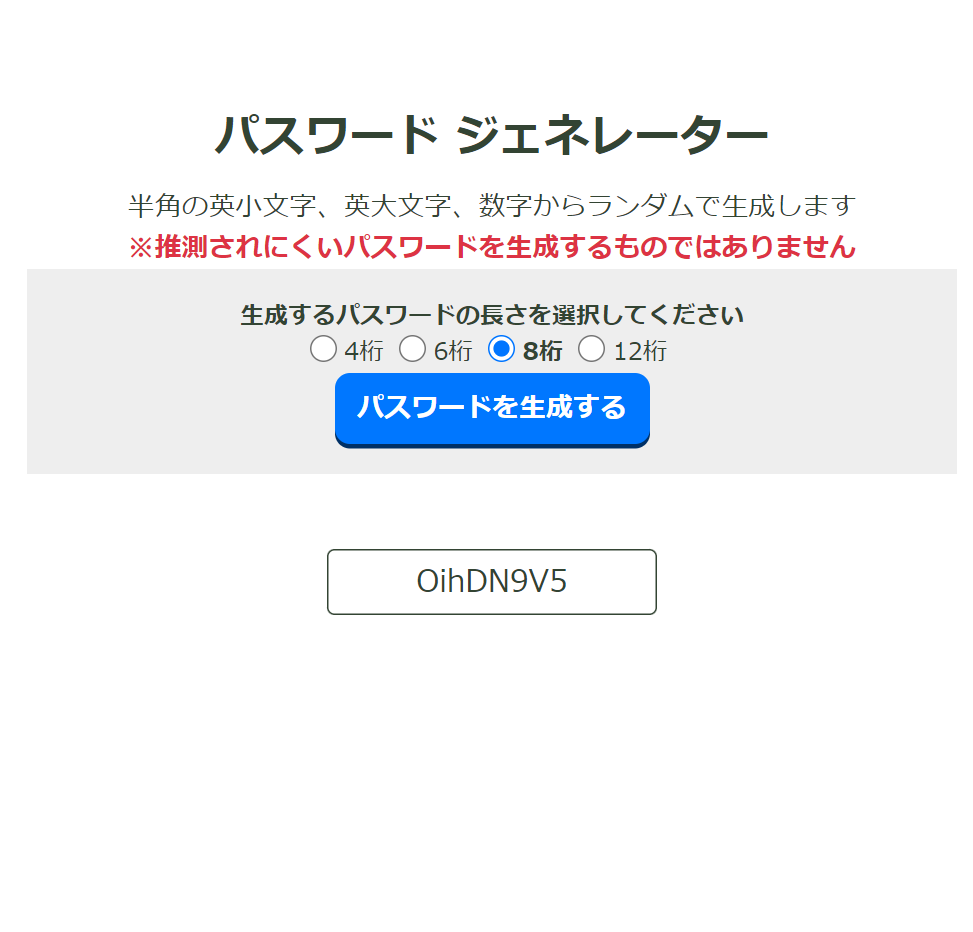 パスワード ジェネレーター
半角の英小文字、英大文字、数字からランダムで生成します
※推測されにくいパスワードを生成するものではありません
生成するパスワードの長さを選択してください
4桁 6桁 8桁 12桁
パスワードを生成する
OihDN9V5